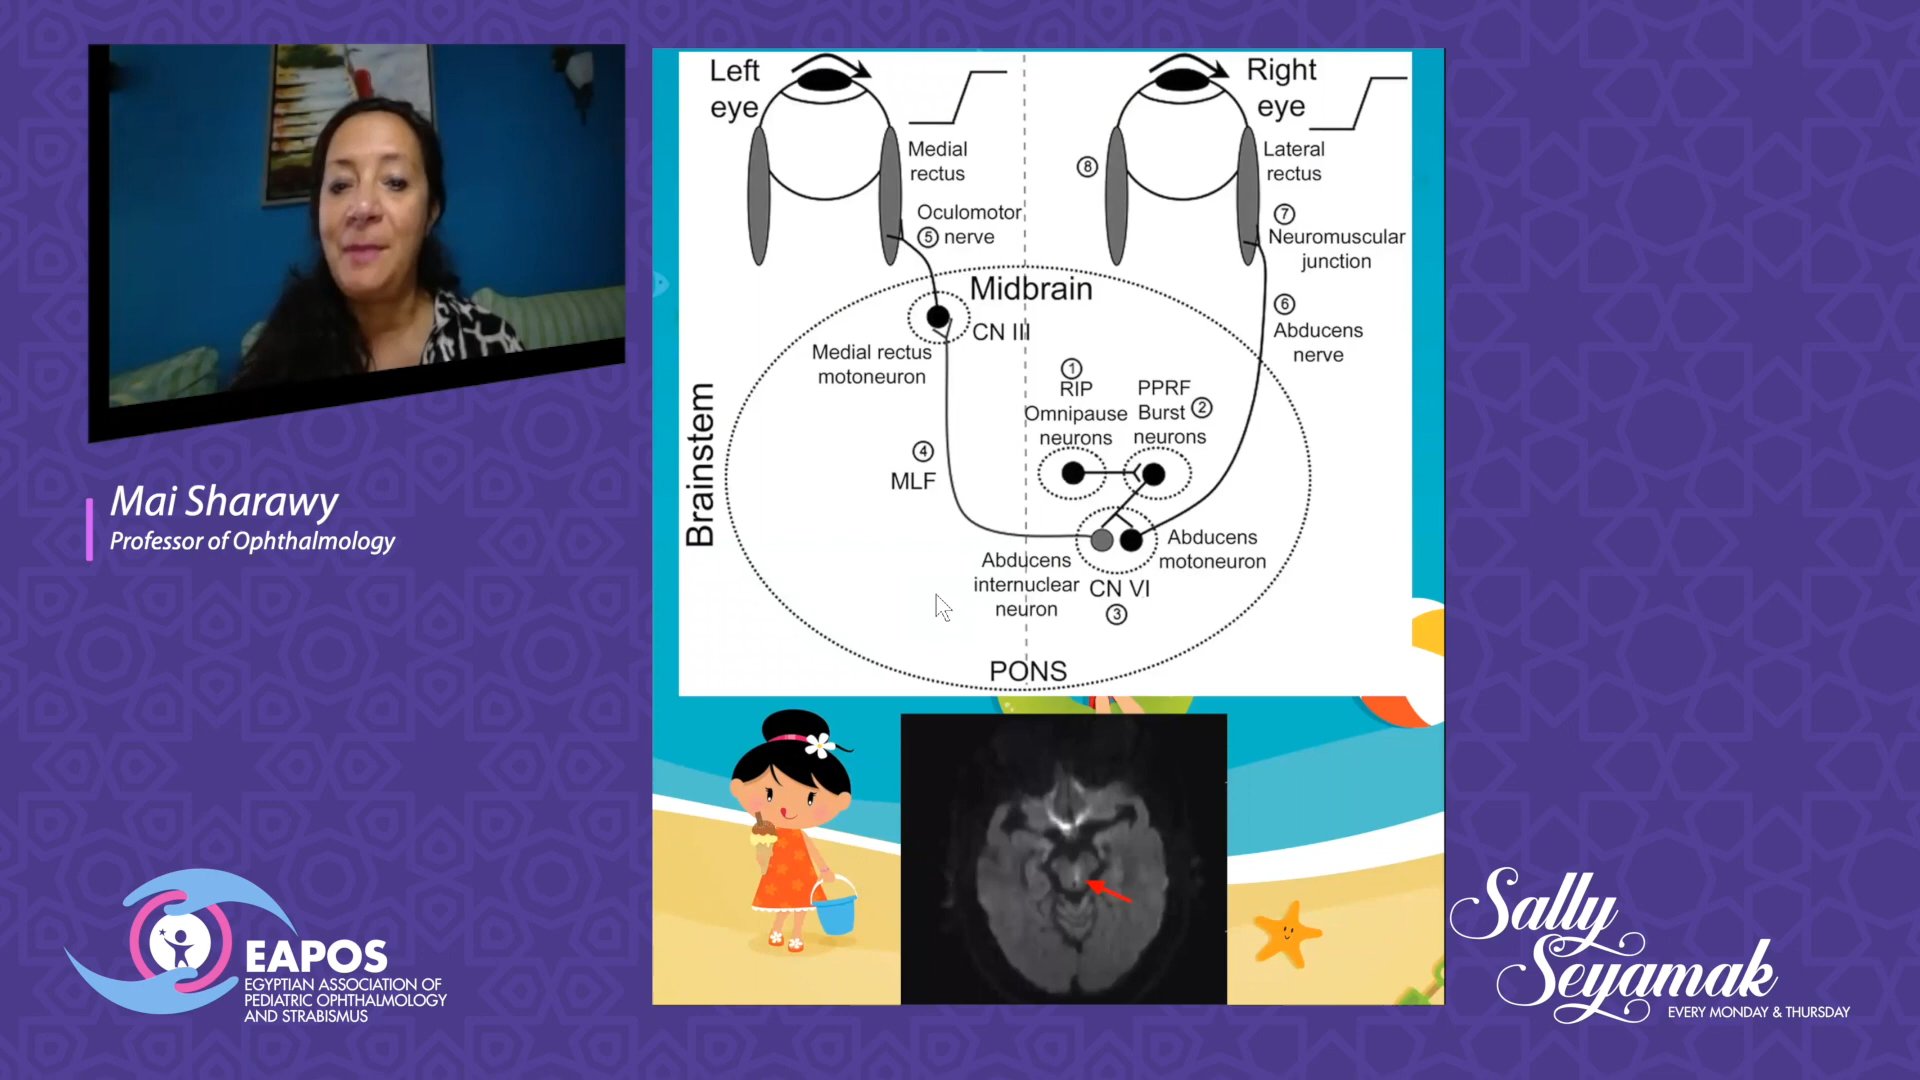 Mai Sharawy
Professor of Ophthalmology
EAPOS
EGYPTIAN ASSOCIATION OF
PEDIATRIC OPHTHALMOLOGY
AND STRABISMUS
Left
eye
Right
eye
Medial
rectus
8
Lateral
rectus
Oculomotor
5 nerve
7
Neuromuscular
junction
Midbrain
CN III
6
Abducens
nerve
Medial rectus
motoneuron
Brainstem
1
RIP
Omnipause
neurons
PPRF
Burst 2
neurons
4
MLF
Abducens
internuclear
neuron
Abducens
motoneuron
CN VI
3
PONS
Sally
Seyamak
EVERY MONDAY & THURSDAY